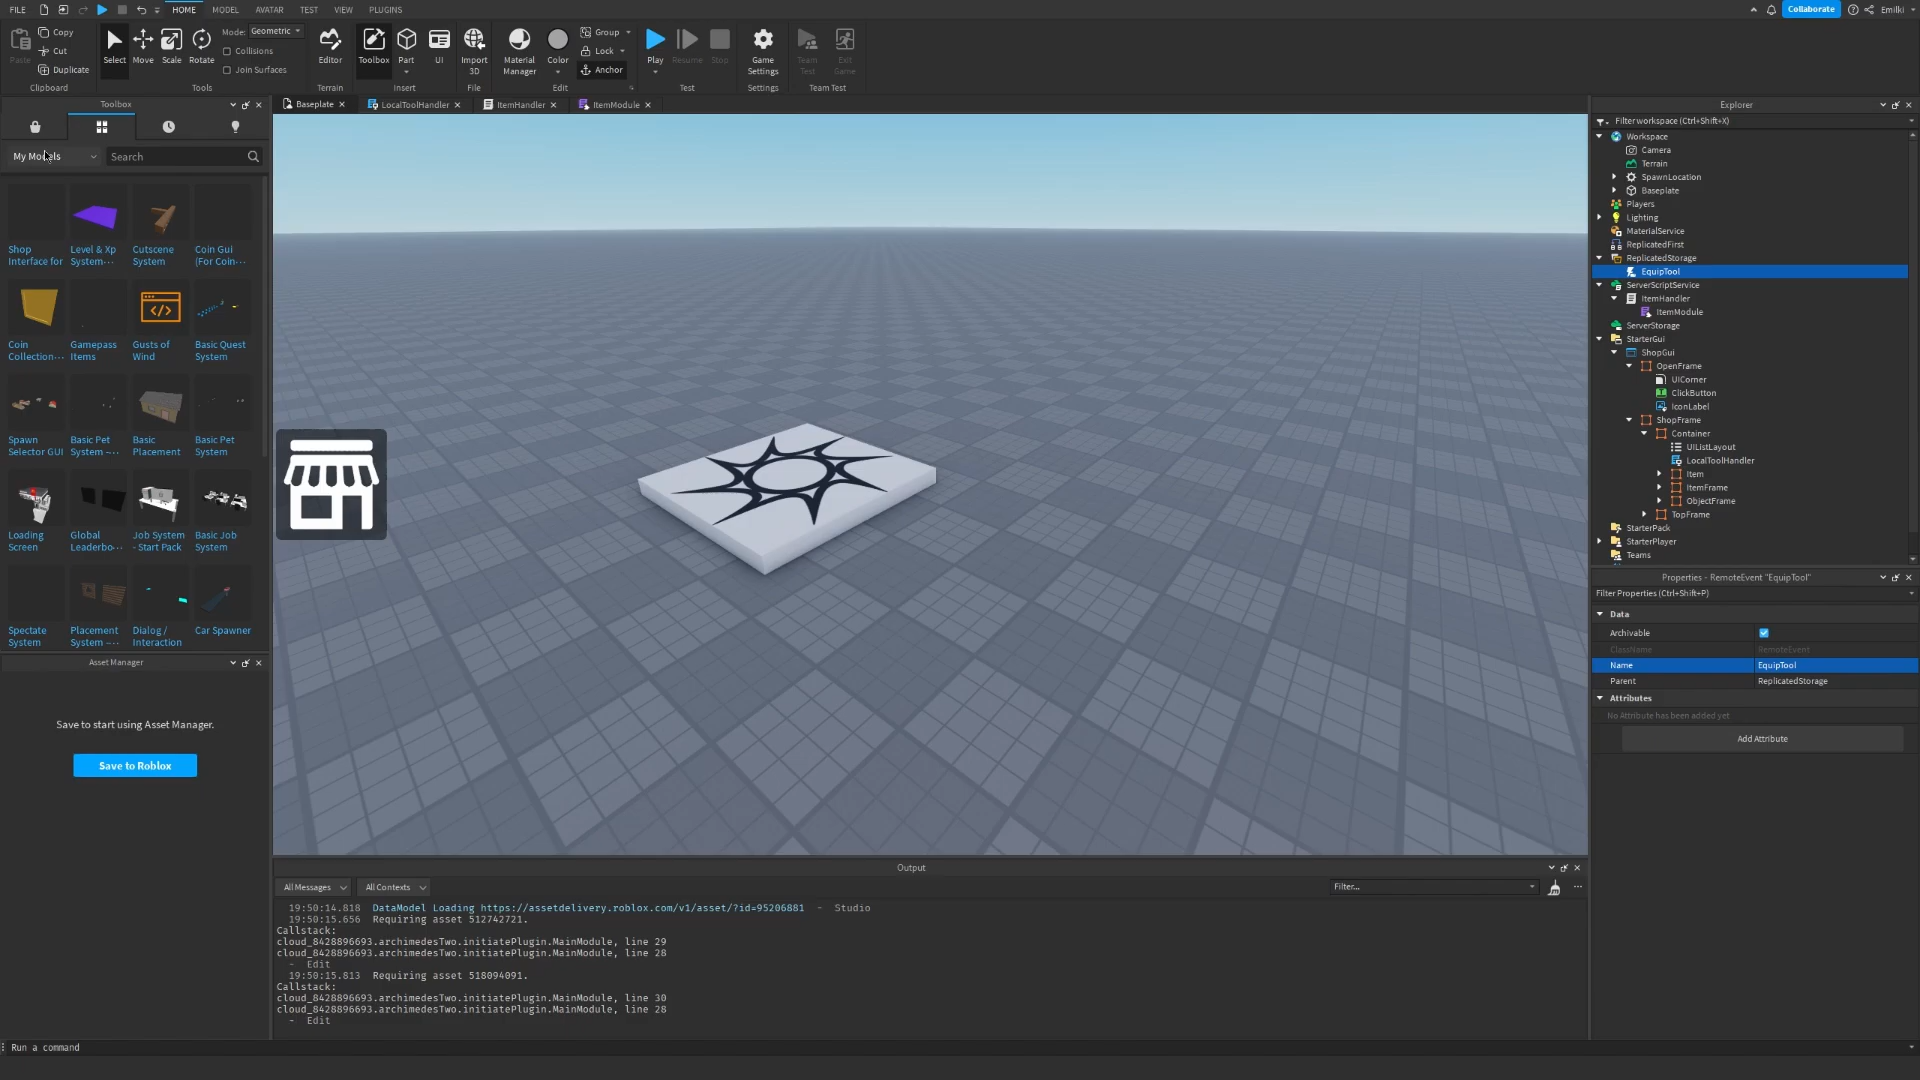 FILE
HOME
MODEL
AVATAR
TEST
VIEW
PLUGINS
Collaborate
Emilki
Paste
Copy
Cut
Duplicate
Clipboard
Select
Move
Scale
Rotate
Mode: Geometric
Collisions
Join Surfaces
Tools
Editor
Terrain
Toolbox
Part
UI
Insert
Import
3D
File
Material
Manager
Color
Group
Lock
Anchor
Edit
Play
Resume
Stop
Test
Game
Settings
Settings
Team
Test
Exit
Game
Team Test
Toolbox
My Models
Search
Shop
Interface for
Level & Xp
System···
Cutscene
System
Coin Gui
(For Coin···
Coin
Collection···
Gamepass
Items
Gusts of
Wind
Basic Quest
System
Spawn
Selector GUI
Basic Pet
System –···
Basic
Placement
Basic Pet
System
Loading
Screen
Global
Leaderbo···
Job System
- Start Pack
Basic Job
System
Spectate
System
Placement
System –···
Dialog /
Interaction
Car Spawner
Asset Manager
Save to start using Asset Manager.
Save to Roblox
Baseplate
LocalToolHandler
ItemHandler
ItemModule
Output
All Messages
All Contexts
Filter...
19:50:14.818 DataModel Loading https://assetdelivery.roblox.com/v1/asset/?id=95206881 - Studio
19:50:15.656 Requiring asset 512742721.
Callstack:
cloud_8428896693.archimedesTwo.initiatePlugin.MainModule, line 29
cloud_8428896693.archimedesTwo.initiatePlugin.MainModule, line 28
- Edit
19:50:15.813 Requiring asset 518094091.
Callstack:
cloud_8428896693.archimedesTwo.initiatePlugin.MainModule, line 30
cloud_8428896693.archimedesTwo.initiatePlugin.MainModule, line 28
- Edit
Run a command
Explorer
Filter workspace (Ctrl+Shift+X)
Workspace
Camera
Terrain
SpawnLocation
Baseplate
Players
Lighting
MaterialService
ReplicatedFirst
ReplicatedStorage
EquipTool
ServerScriptService
ItemHandler
ItemModule
ServerStorage
StarterGui
ShopGui
OpenFrame
UICorner
ClickButton
IconLabel
ShopFrame
Container
UIListLayout
LocalToolHandler
Item
ItemFrame
ObjectFrame
TopFrame
StarterPack
StarterPlayer
Teams
Properties - RemoteEvent "EquipTool"
Filter Properties (Ctrl+Shift+P)
Data
Archivable
ClassName RemoteEvent
Name EquipTool
Parent ReplicatedStorage
Attributes
No Attribute has been added yet
Add Attribute